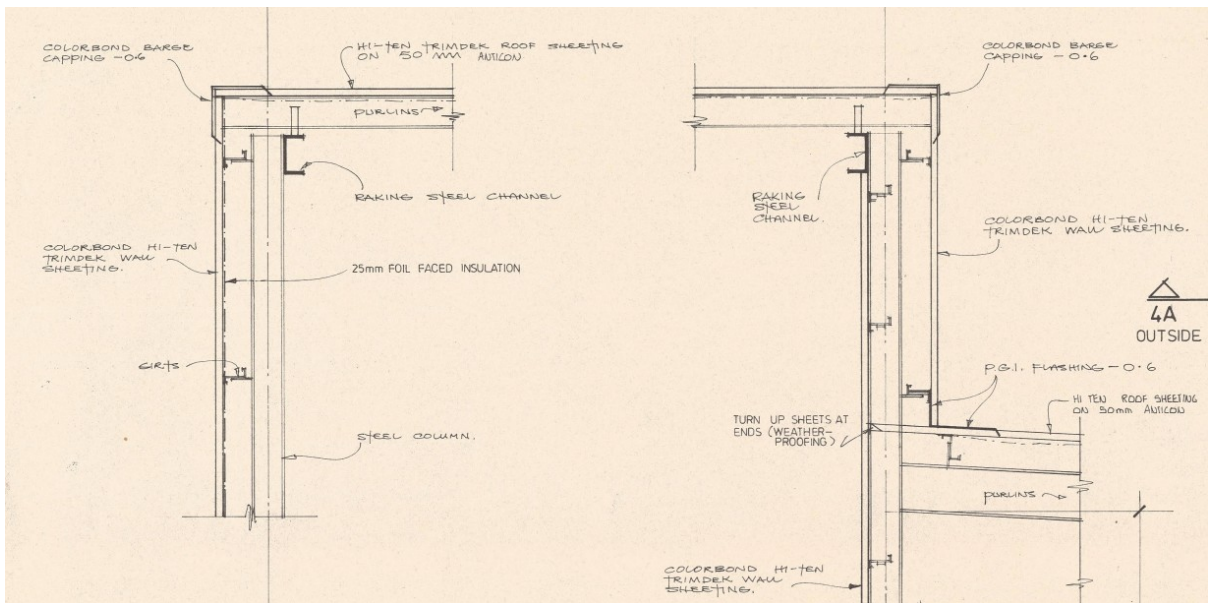 COLORBOND BARGE
CAPPING - 0.6
HI-TEN TRIMDEK ROOF SHEETING
ON 50 MM ANTICON
PURLINS
RAKING STEEL CHANNEL
COLORBOND HI-TEN
TRIMDEK WALL
SHEETING.
25mm FOIL FACED INSULATION
GIRTS
STEEL COLUMN.
COLORBOND BARGE
CAPPING - 0.6
RAKING
STEEL
CHANNEL.
COLORBOND HI-TEN
TRIMDEK WALL SHEETING.
4A
OUTSIDE
P.G.I. FLASHING - 0.6
HI TEN ROOF SHEETING
ON 50mm ANTICON
TURN UP SHEETS AT
ENDS (WEATHER-
PROOFING)
PURLINS
COLORBOND HI-TEN
TRIMDEK WALL
SHEETING.